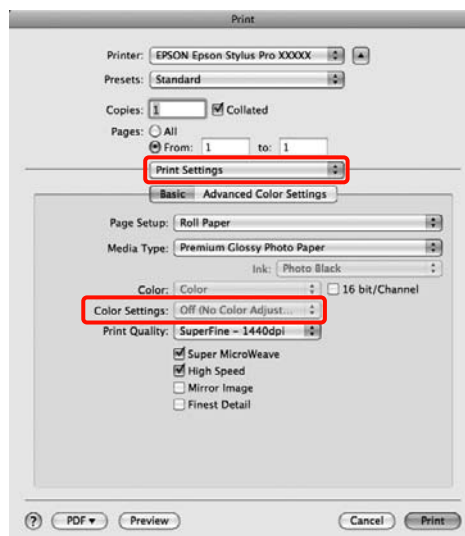 Print
Printer: EPSON Epson Stylus Pro XXXXX
Presets: Standard
Copies: 1 Collated
Pages: All
From: 1 to: 1
Print Settings
Basic Advanced Color Settings
Page Setup: Roll Paper
Media Type: Premium Glossy Photo Paper
Ink: Photo Black
Color: Color 16 bit/Channel
Color Settings: Off (No Color Adjust...
Print Quality: SuperFine - 1440dpi
Super MicroWeave
High Speed
Mirror Image
Finest Detail
? PDF Preview Cancel Print